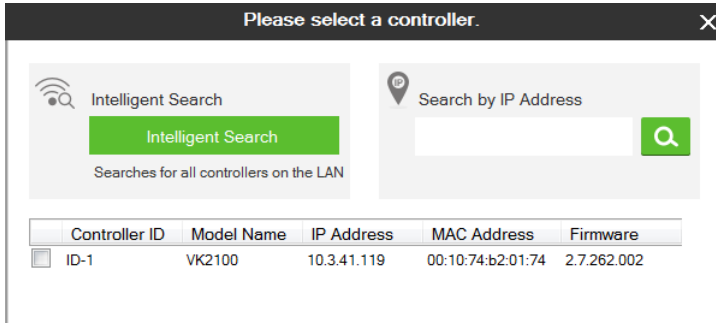 Please select a controller.
Intelligent Search
Intelligent Search
Searches for all controllers on the LAN
IP
Search by IP Address
Controller ID Model Name IP Address MAC Address Firmware
ID-1 VK2100 10.3.41.119 00:10:74:b2:01:74 2.7.262.002